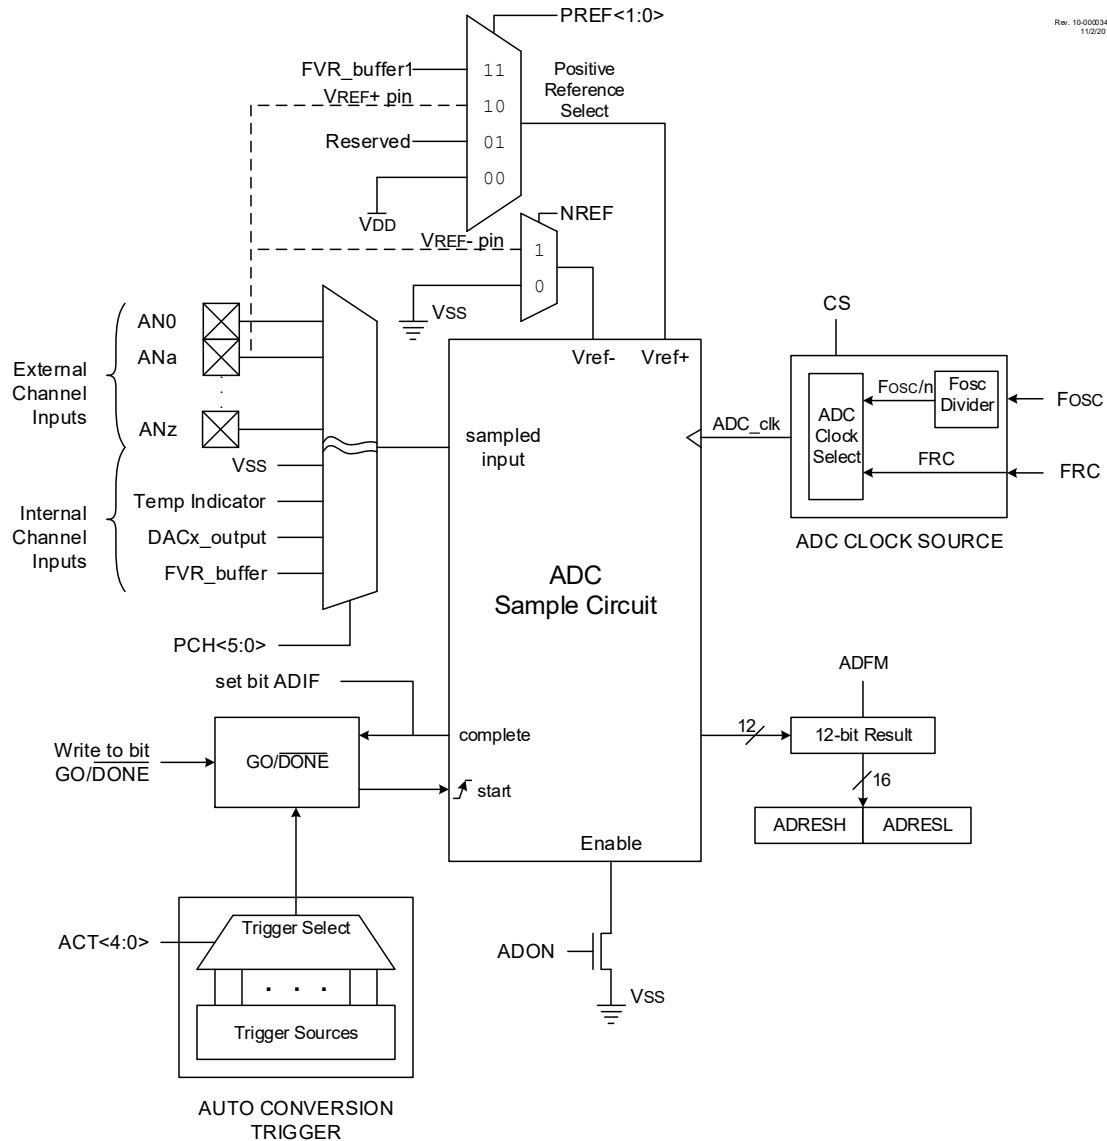 PREF<1:0>
Rev. 10-000034
11/2/20
FVR_buffer1
11
Positive
Reference
Select
VREF+ pin
10
Reserved
01
00
VDD
NREF
VREF- pin
1
0
VSS
External
Channel
Inputs
AN0
ANa
ANz
Internal
Channel
Inputs
VSS
Temp Indicator
DACx_output
FVR_buffer
PCH<5:0>
Vref-
Vref+
sampled
input
ADC
Sample Circuit
CS
ADC_clk
ADC
Clock
Select
FOSC/n
Fosc
Divider
FOSC
FRC
FRC
ADC CLOCK SOURCE
set bit ADIF
Write to bit
GO/DONE
GO/DONE
complete
start
Enable
ADFM
12
12-bit Result
16
ADRESH
ADRESL
ACT<4:0>
Trigger Select
. . .
Trigger Sources
AUTO CONVERSION
TRIGGER
ADON
VSS